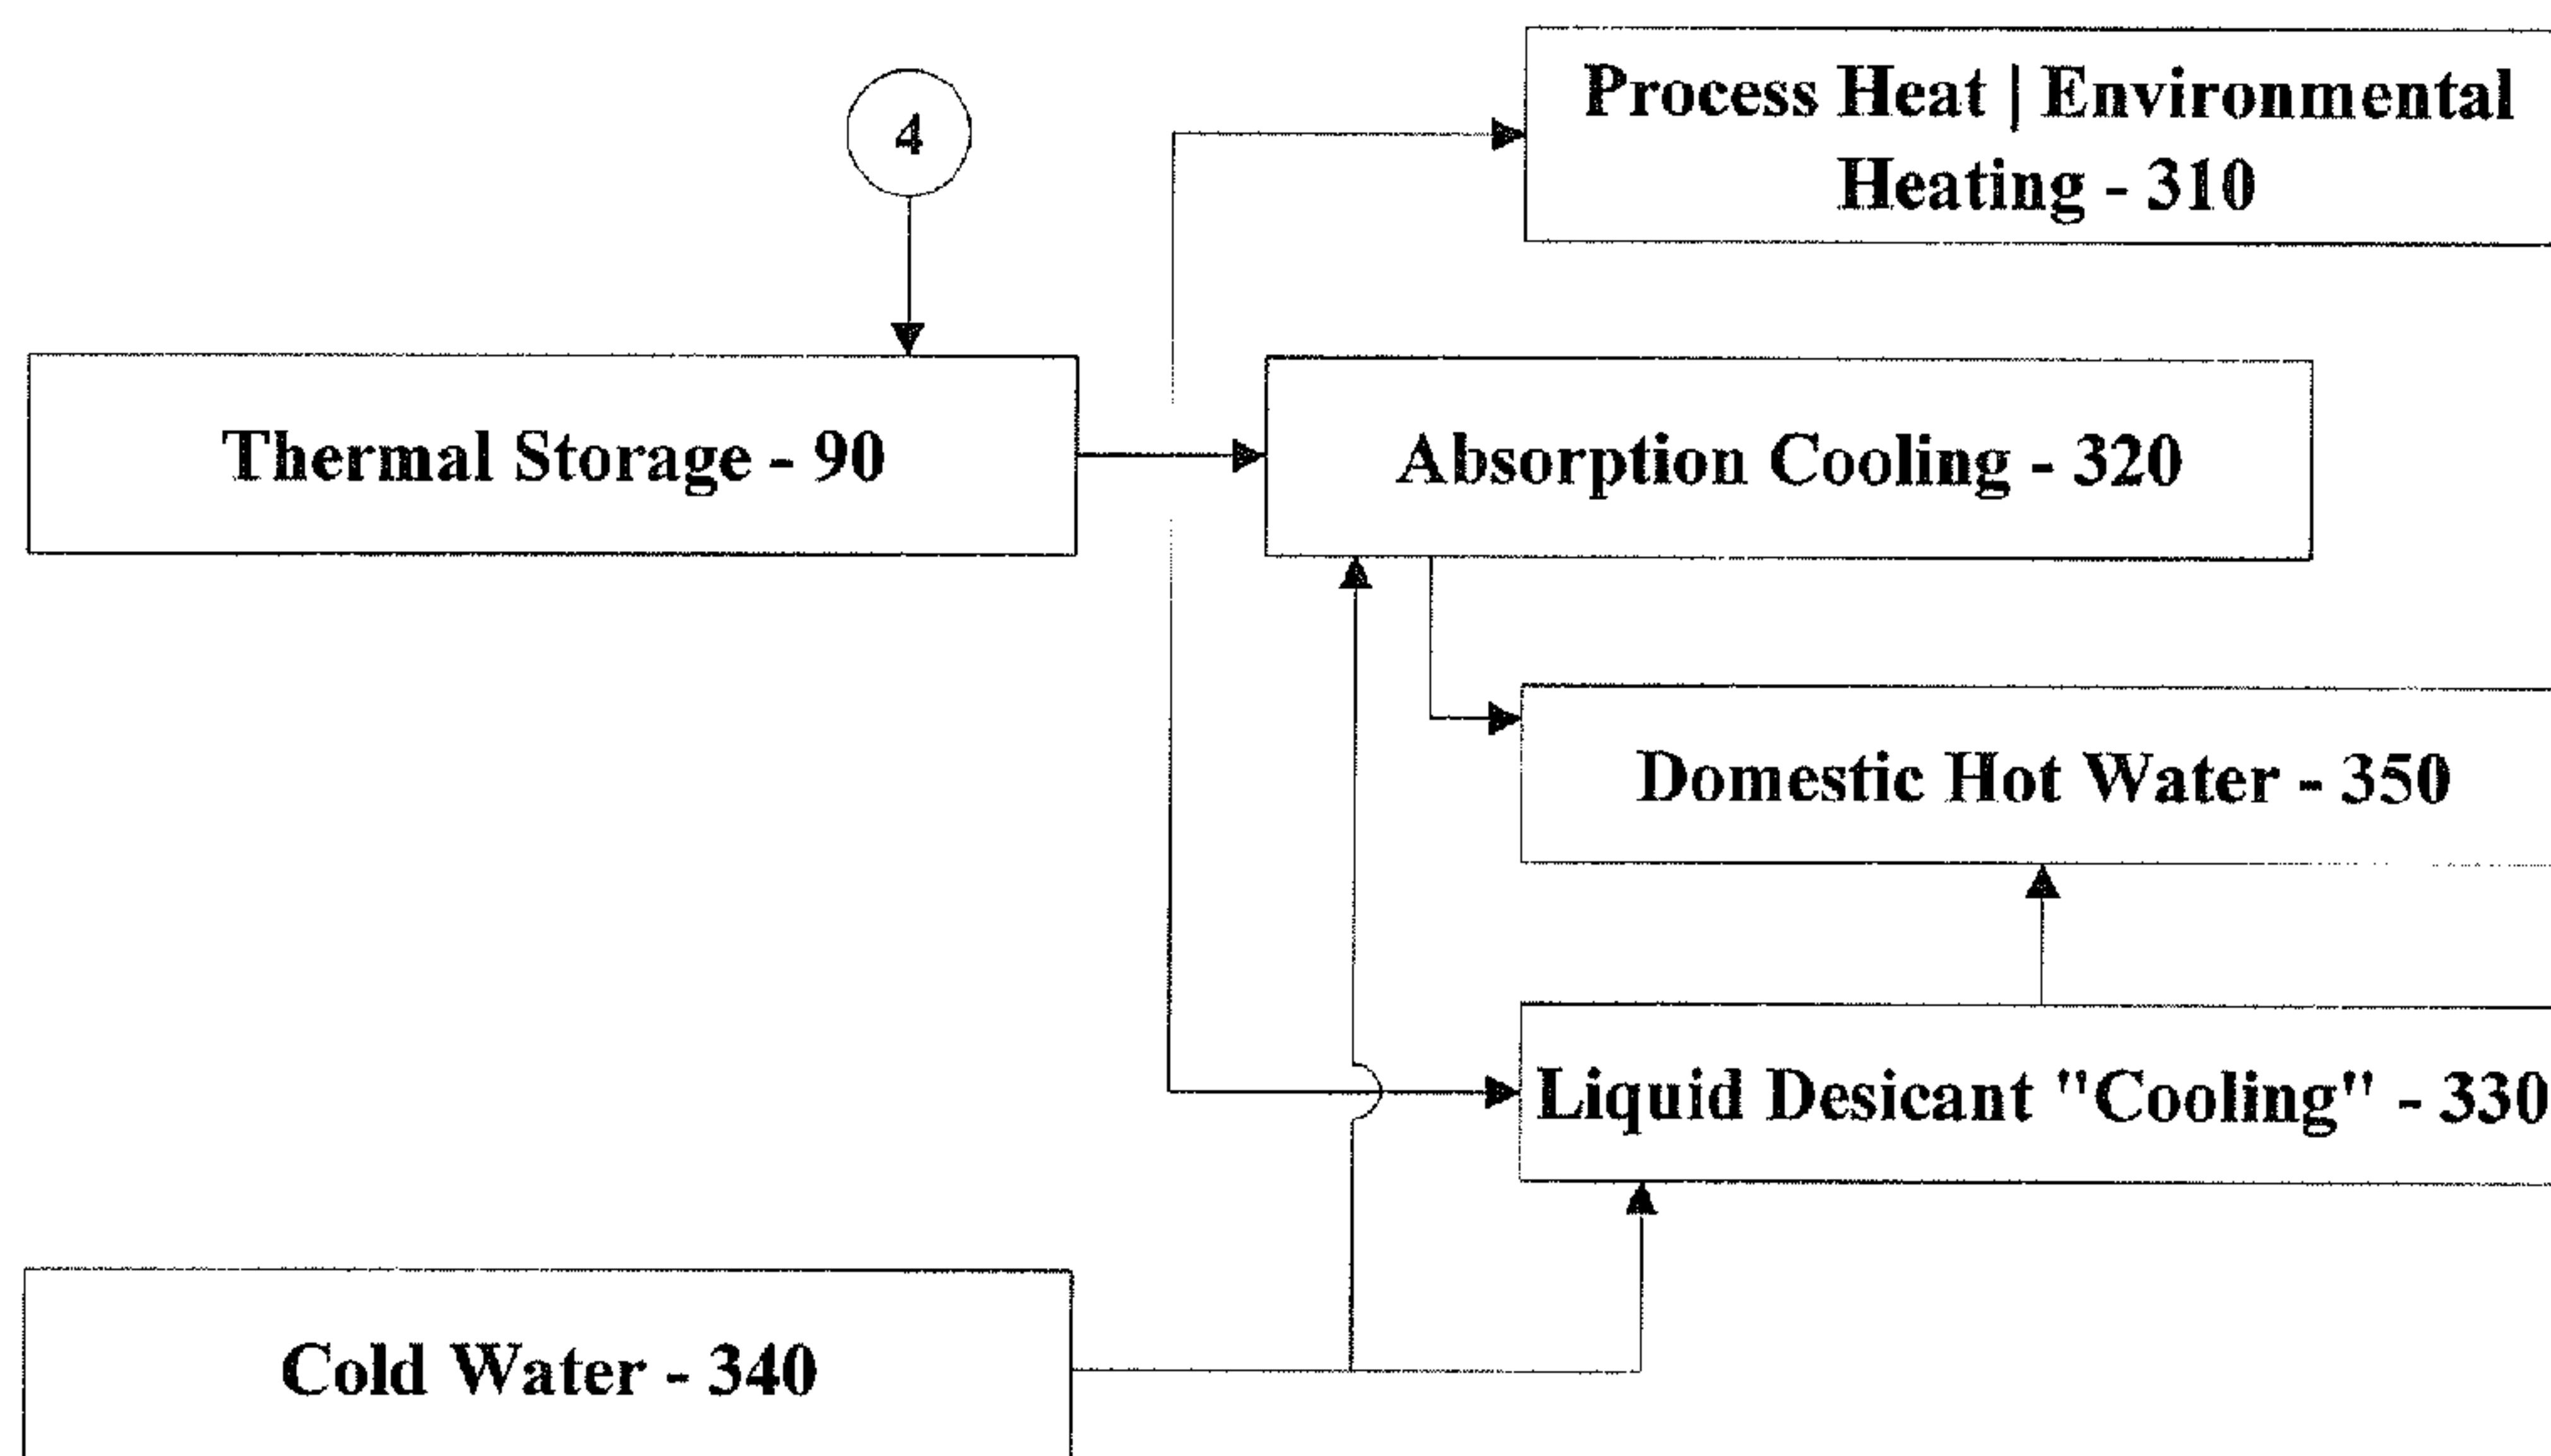 4
Process Heat | Environmental
Heating - 310
Thermal Storage - 90
Absorption Cooling - 320
Domestic Hot Water - 350
Liquid Desicant "Cooling" - 330
Cold Water - 340